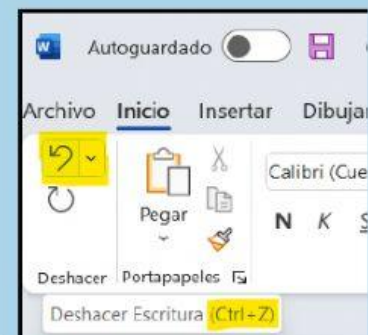 W Autoguardado
Archivo Inicio Insertar Dibujar
Calibri (Cue
Pegar
N K S
Deshacer Portapapeles
Deshacer Escritura (Ctrl+Z)